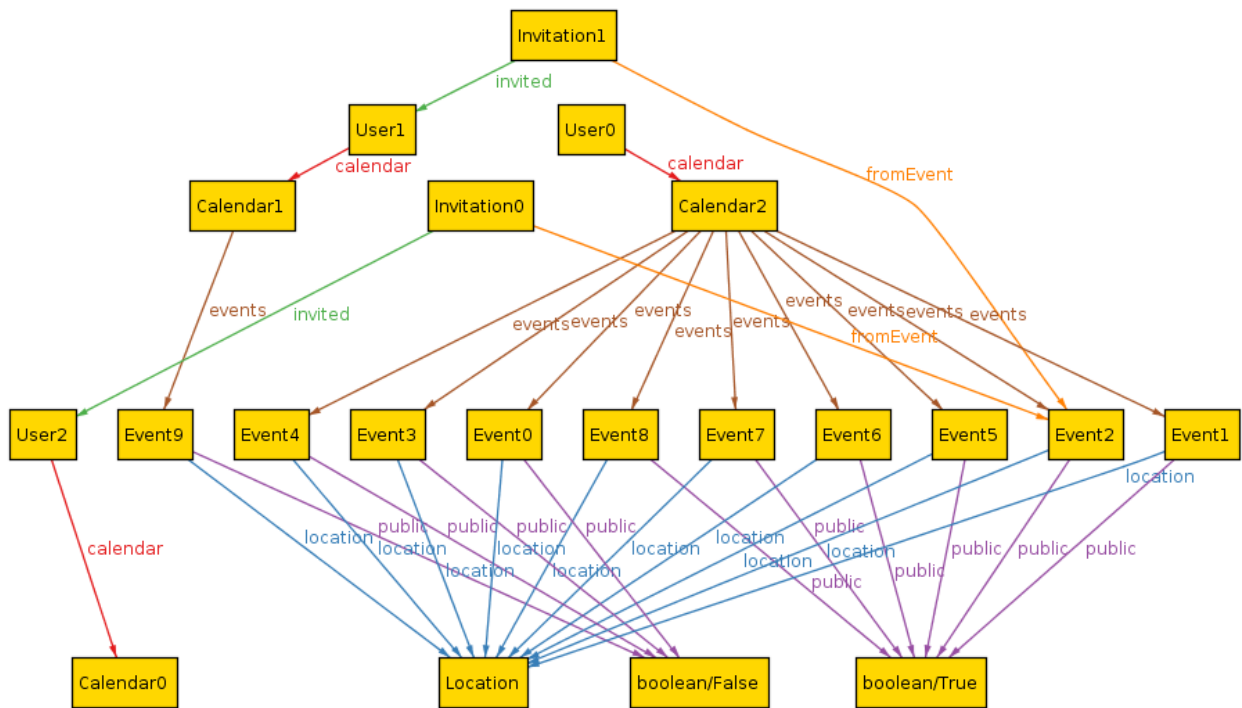 Invitation1
invited
User1
User0
calendar
calendar
fromEvent
Calendar1
Invitation0
Calendar2
events
invited
events
events
events
events
events
events
events
events
events
fromEvent
User2
Event9
Event4
Event3
Event0
Event8
Event7
Event6
Event5
Event2
Event1
location
calendar
location
public
location
public
location
public
location
public
location
location
public
location
location
location
public
public
public
public
public
Calendar0
Location
boolean/False
boolean/True